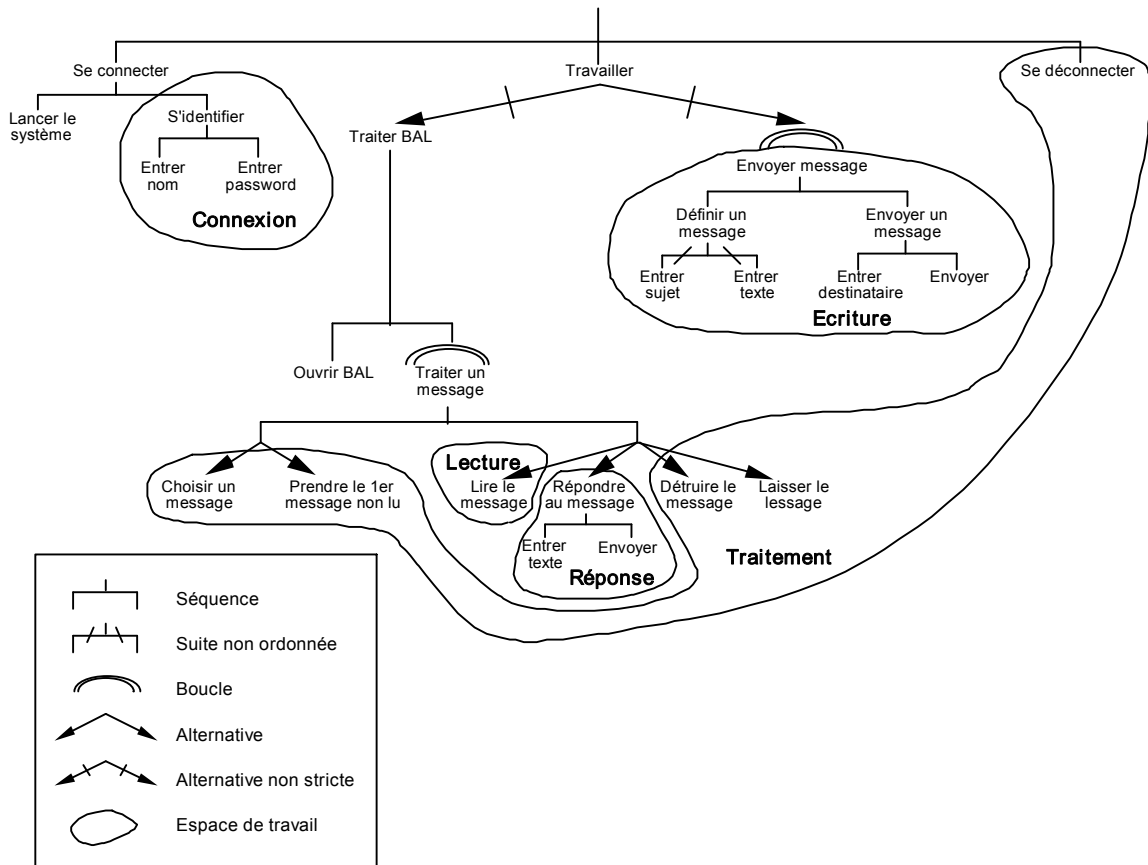 Se connecter
Travailler
Se déconnecter
Lancer le
système
S'identifier
Traiter BAL
Entrer
nom
Entrer
password
Connexion
Envoyer message
Définir un
message
Envoyer un
message
Entrer
sujet
Entrer
texte
Entrer
destinataire
Envoyer
Ecriture
Ouvrir BAL
Traiter un
message
Choisir un
message
Prendre le 1er
message non lu
Lecture
Lire le
message
Répondre
au message
Détruire le
message
Laisser le
lessage
Entrer
texte
Envoyer
Réponse
Traitement
Séquence
Suite non ordonnée
Boucle
Alternative
Alternative non stricte
Espace de travail